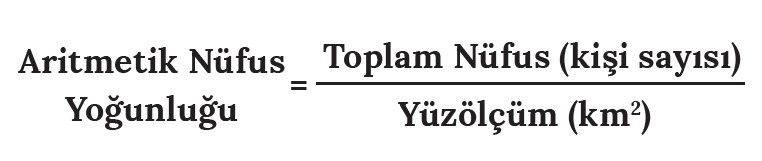 Aritmetik Nüfus
Yoğunluğu
=
Toplam Nüfus (kişi sayısı)
Yüzölçüm (km²)